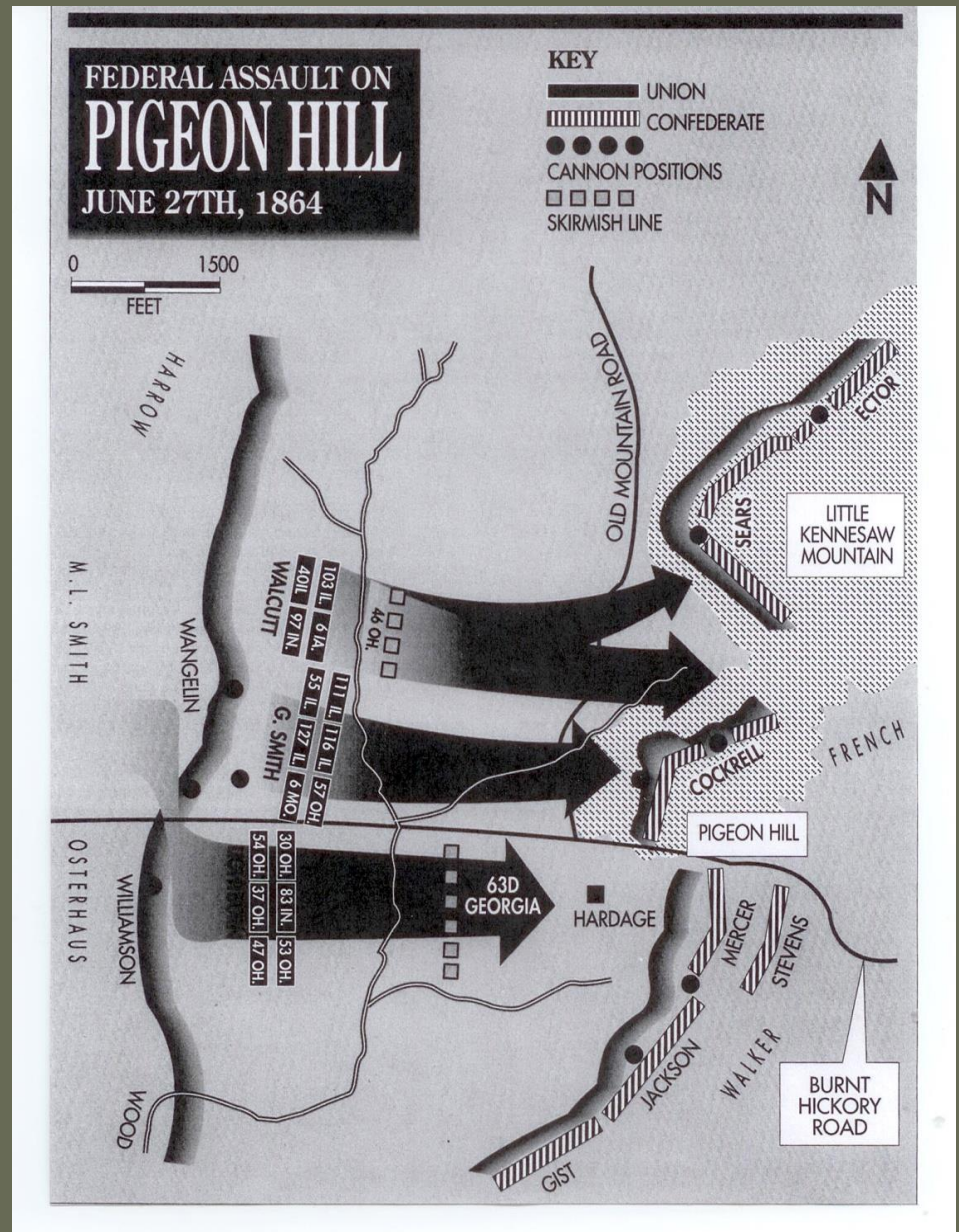 FEDERAL ASSAULT ON
PIGEON HILL
JUNE 27TH, 1864
KEY
UNION
CONFEDERATE
CANNON POSITIONS
SKIRMISH LINE
N
0 1500
FEET
HARROW
OLD MOUNTAIN ROAD
ECTOR
SEARS
LITTLE
KENNESAW
MOUNTAIN
M.L. SMITH
WANGELIN
WALCUTT
103 IL. 6 IA.
40IL 97 IN.
46 OH.
G. SMITH
111 IL. 116 IL. 57 OH.
55 IL. 127 IL. 6 MO.
COCKRELL
FRENCH
PIGEON HILL
OSTERHAUS
WILLIAMSON
30 OH. 83 IN. 53 OH.
54 OH. 37 OH. 47 OH.
63D
GEORGIA
HARDAGE
MERCER
STEVENS
JACKSON
WALKER
GIST
WOOD
BURNT
HICKORY
ROAD